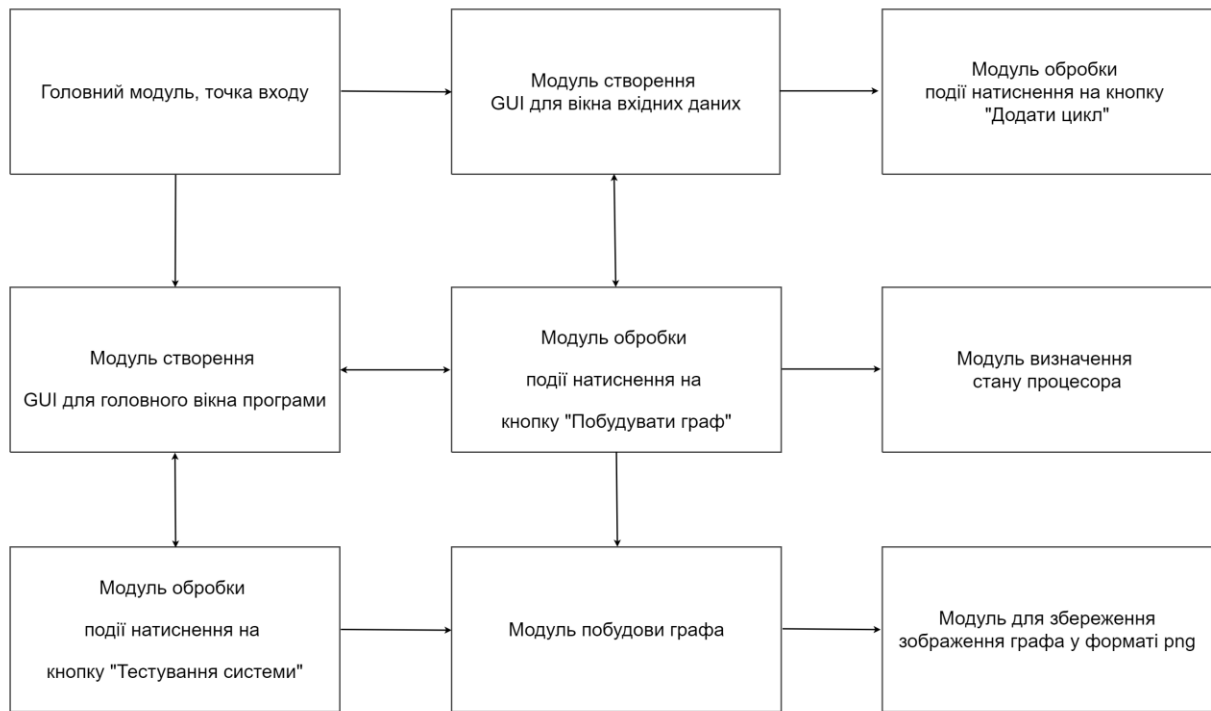 Головний модуль, точка входу
Модуль створення
GUI для вікна вхідних даних
Модуль обробки
події натиснення на кнопку
"Додати цикл"
Модуль створення
GUI для головного вікна програми
Модуль обробки
події натиснення на
кнопку "Побудувати граф"
Модуль визначення
стану процесора
Модуль обробки
події натиснення на
кнопку "Тестування системи"
Модуль побудови графа
Модуль для збереження
зображення графа у форматі png